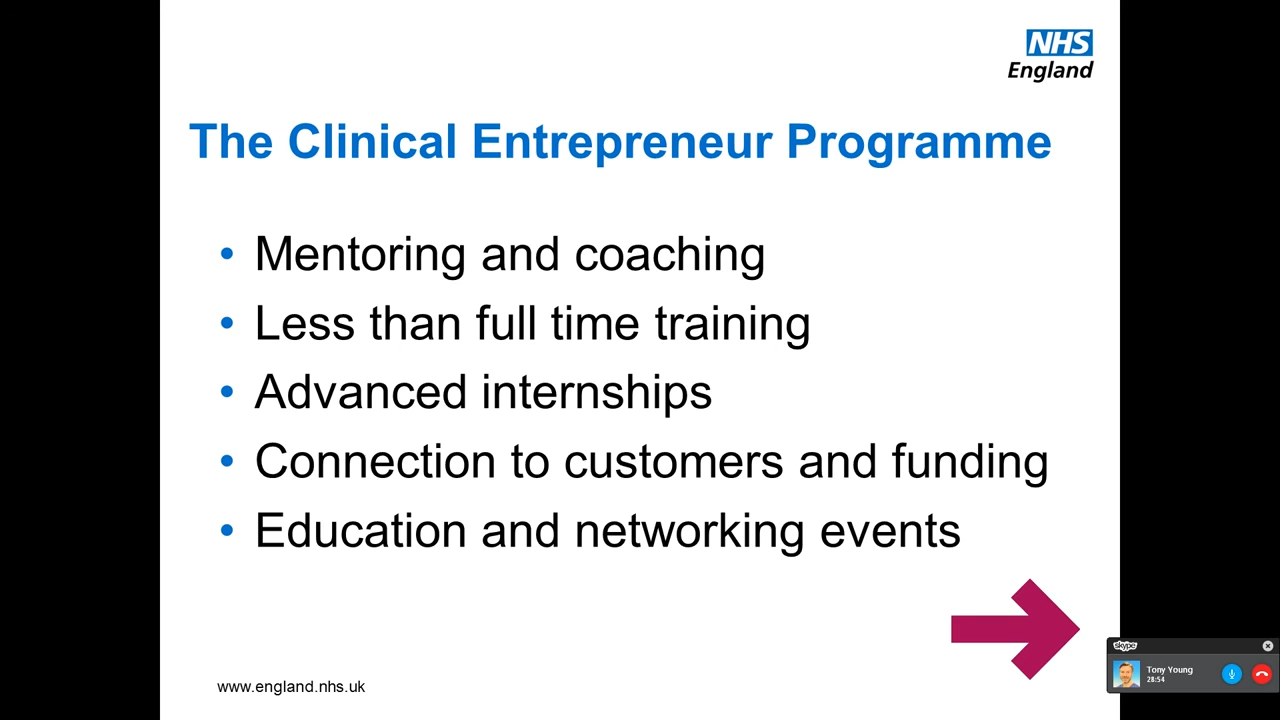 NHS
England
The Clinical Entrepreneur Programme
• Mentoring and coaching
• Less than full time training
• Advanced internships
• Connection to customers and funding
• Education and networking events
www.england.nhs.uk
skype
Tony Young
28:54